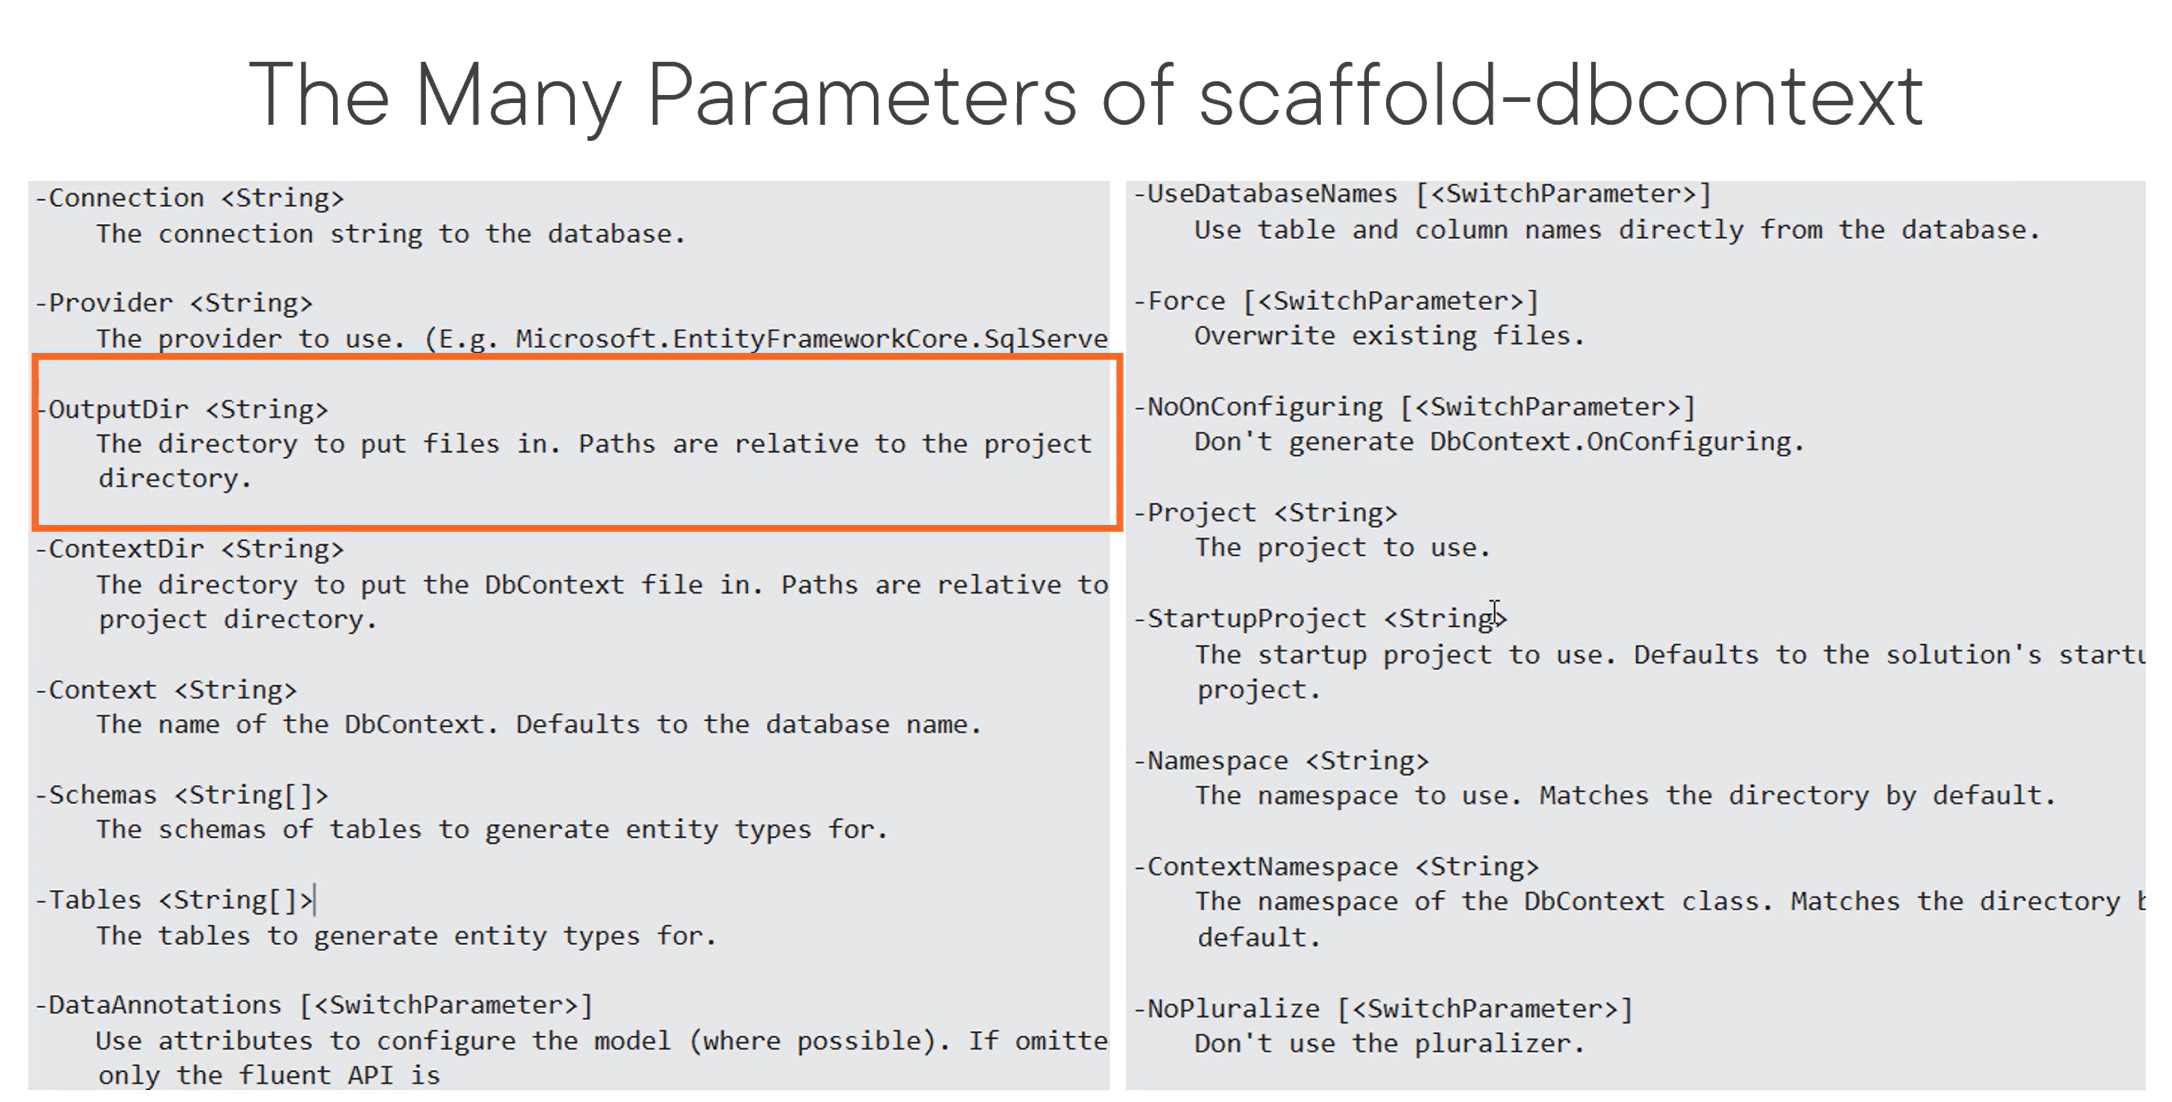 The Many Parameters of scaffold-dbcontext
-Connection <String>
The connection string to the database.
-Provider <String>
The provider to use. (E.g. Microsoft.EntityFrameworkCore.SqlServe
-OutputDir <String>
The directory to put files in. Paths are relative to the project
directory.
-ContextDir <String>
The directory to put the DbContext file in. Paths are relative to
project directory.
-Context <String>
The name of the DbContext. Defaults to the database name.
-Schemas <String[]>
The schemas of tables to generate entity types for.
-Tables <String[]>
The tables to generate entity types for.
-DataAnnotations [<SwitchParameter>]
Use attributes to configure the model (where possible). If omitte
only the fluent API is
-UseDatabaseNames [<SwitchParameter>]
Use table and column names directly from the database.
-Force [<SwitchParameter>]
Overwrite existing files.
-NoOnConfiguring [<SwitchParameter>]
Don't generate DbContext.OnConfiguring.
-Project <String>
The project to use.
-StartupProject <String>
The startup project to use. Defaults to the solution's startu
project.
-Namespace <String>
The namespace to use. Matches the directory by default.
-ContextNamespace <String>
The namespace of the DbContext class. Matches the directory b
default.
-NoPluralize [<SwitchParameter>]
Don't use the pluralizer.